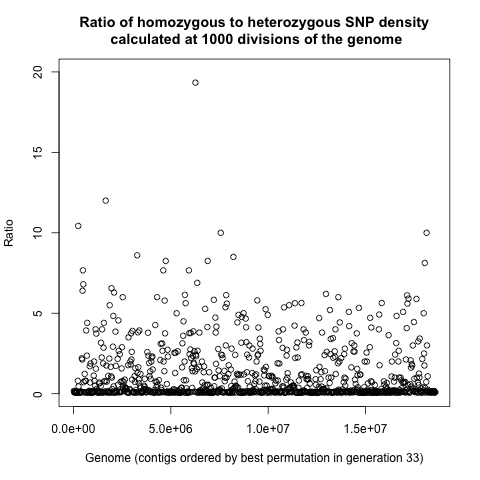 Ratio of homozygous to heterozygous SNP density
calculated at 1000 divisions of the genome
20
15
10
5
0
Ratio
0.0e+00 5.0e+06 1.0e+07 1.5e+07
Genome (contigs ordered by best permutation in generation 33)